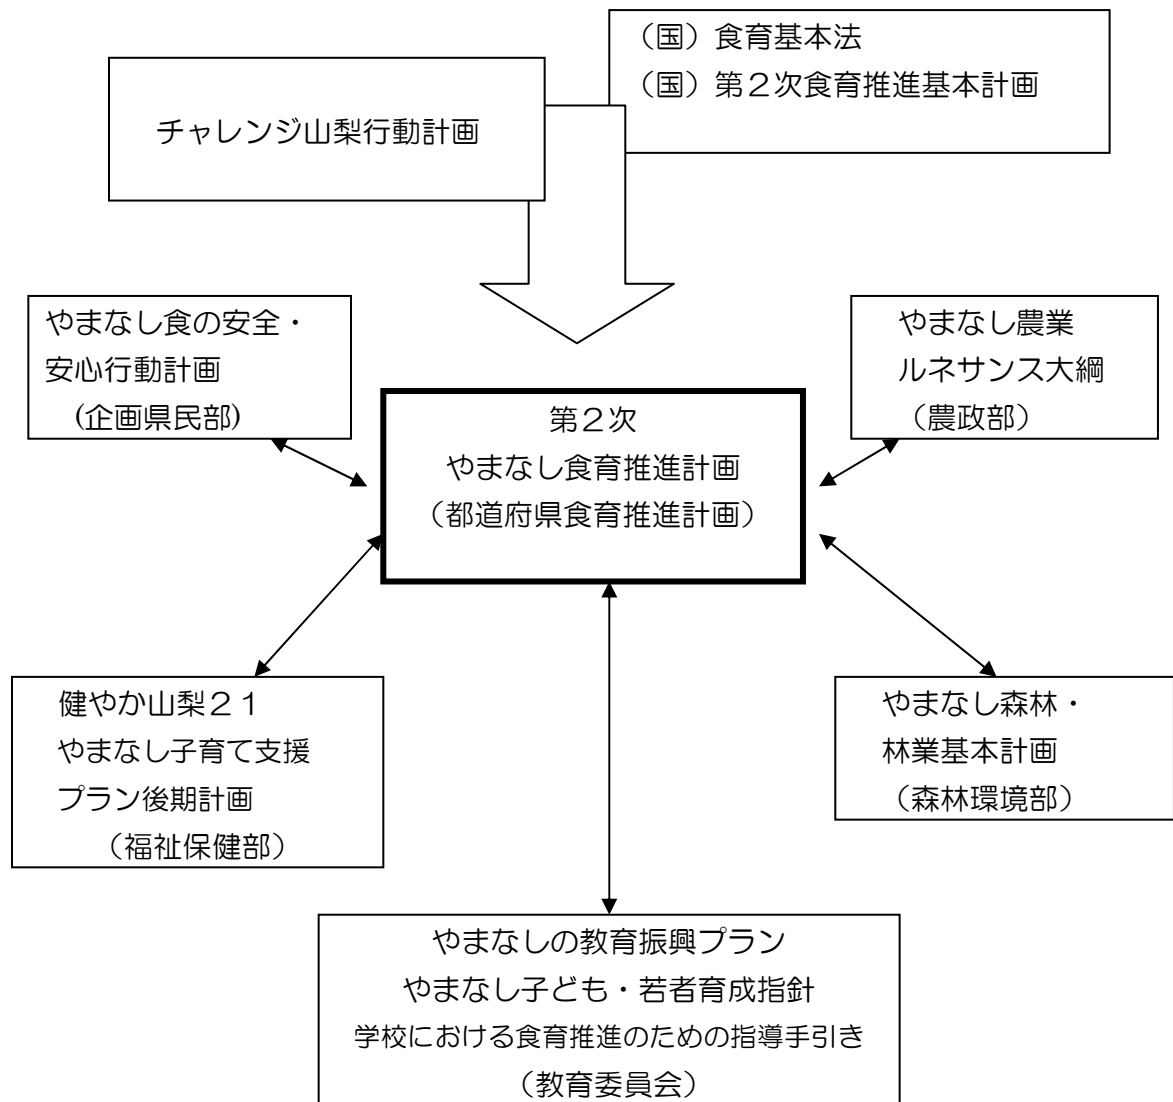 （国）食育基本法
（国）第２次食育推進基本計画
チャレンジ山梨行動計画
やまなし食の安全・
安心行動計画
(企画県民部)
やまなし農業
ルネサンス大綱
（農政部）
第２次
やまなし食育推進計画
（都道府県食育推進計画）
健やか山梨２１
やまなし子育て支援
プラン後期計画
（福祉保健部）
やまなし森林・
林業基本計画
（森林環境部）
やまなしの教育振興プラン
やまなし子ども・若者育成指針
学校における食育推進のための指導手引き
（教育委員会）